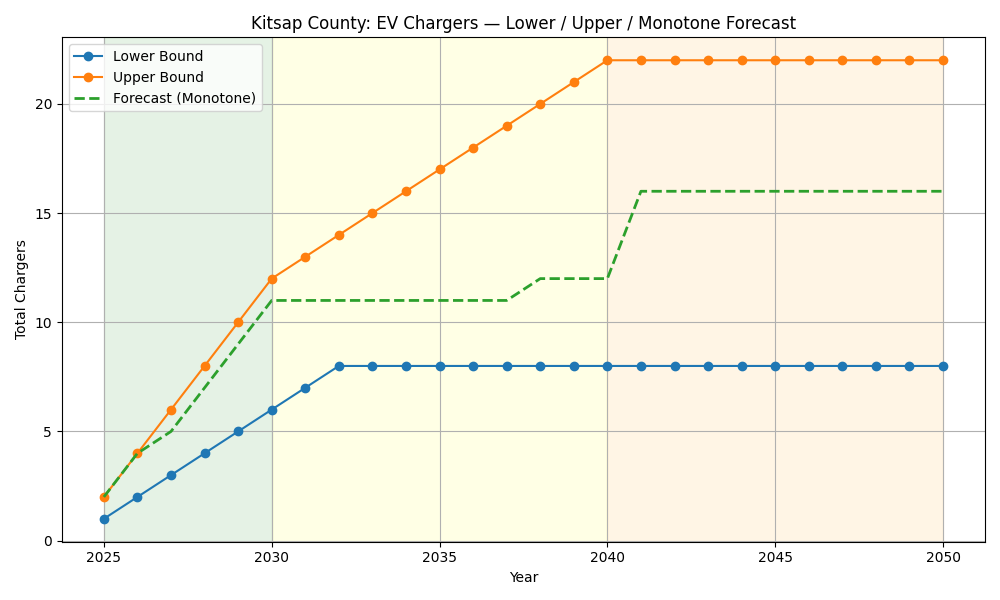 Kitsap County: EV Chargers — Lower / Upper / Monotone Forecast
Lower Bound
Upper Bound
Forecast (Monotone)
Total Chargers
20
15
10
5
0
2025
2030
2035
2040
2045
2050
Year